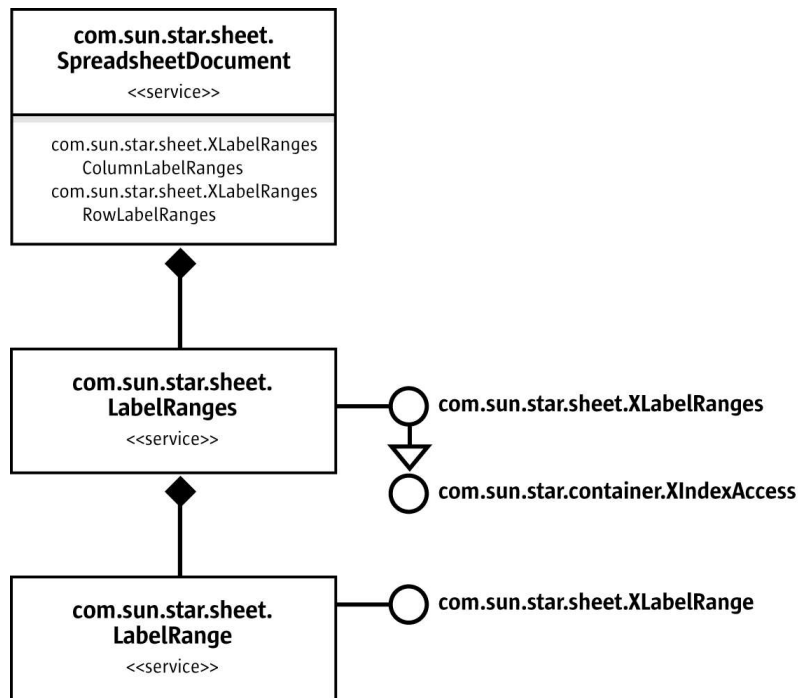 com.sun.star.sheet.
SpreadsheetDocument
<<service>>
com.sun.star.sheet.XLabelRanges
ColumnLabelRanges
com.sun.star.sheet.XLabelRanges
RowLabelRanges
com.sun.star.sheet.
LabelRanges
<<service>>
com.sun.star.sheet.XLabelRanges
com.sun.star.container.XIndexAccess
com.sun.star.sheet.
LabelRange
<<service>>
com.sun.star.sheet.XLabelRange